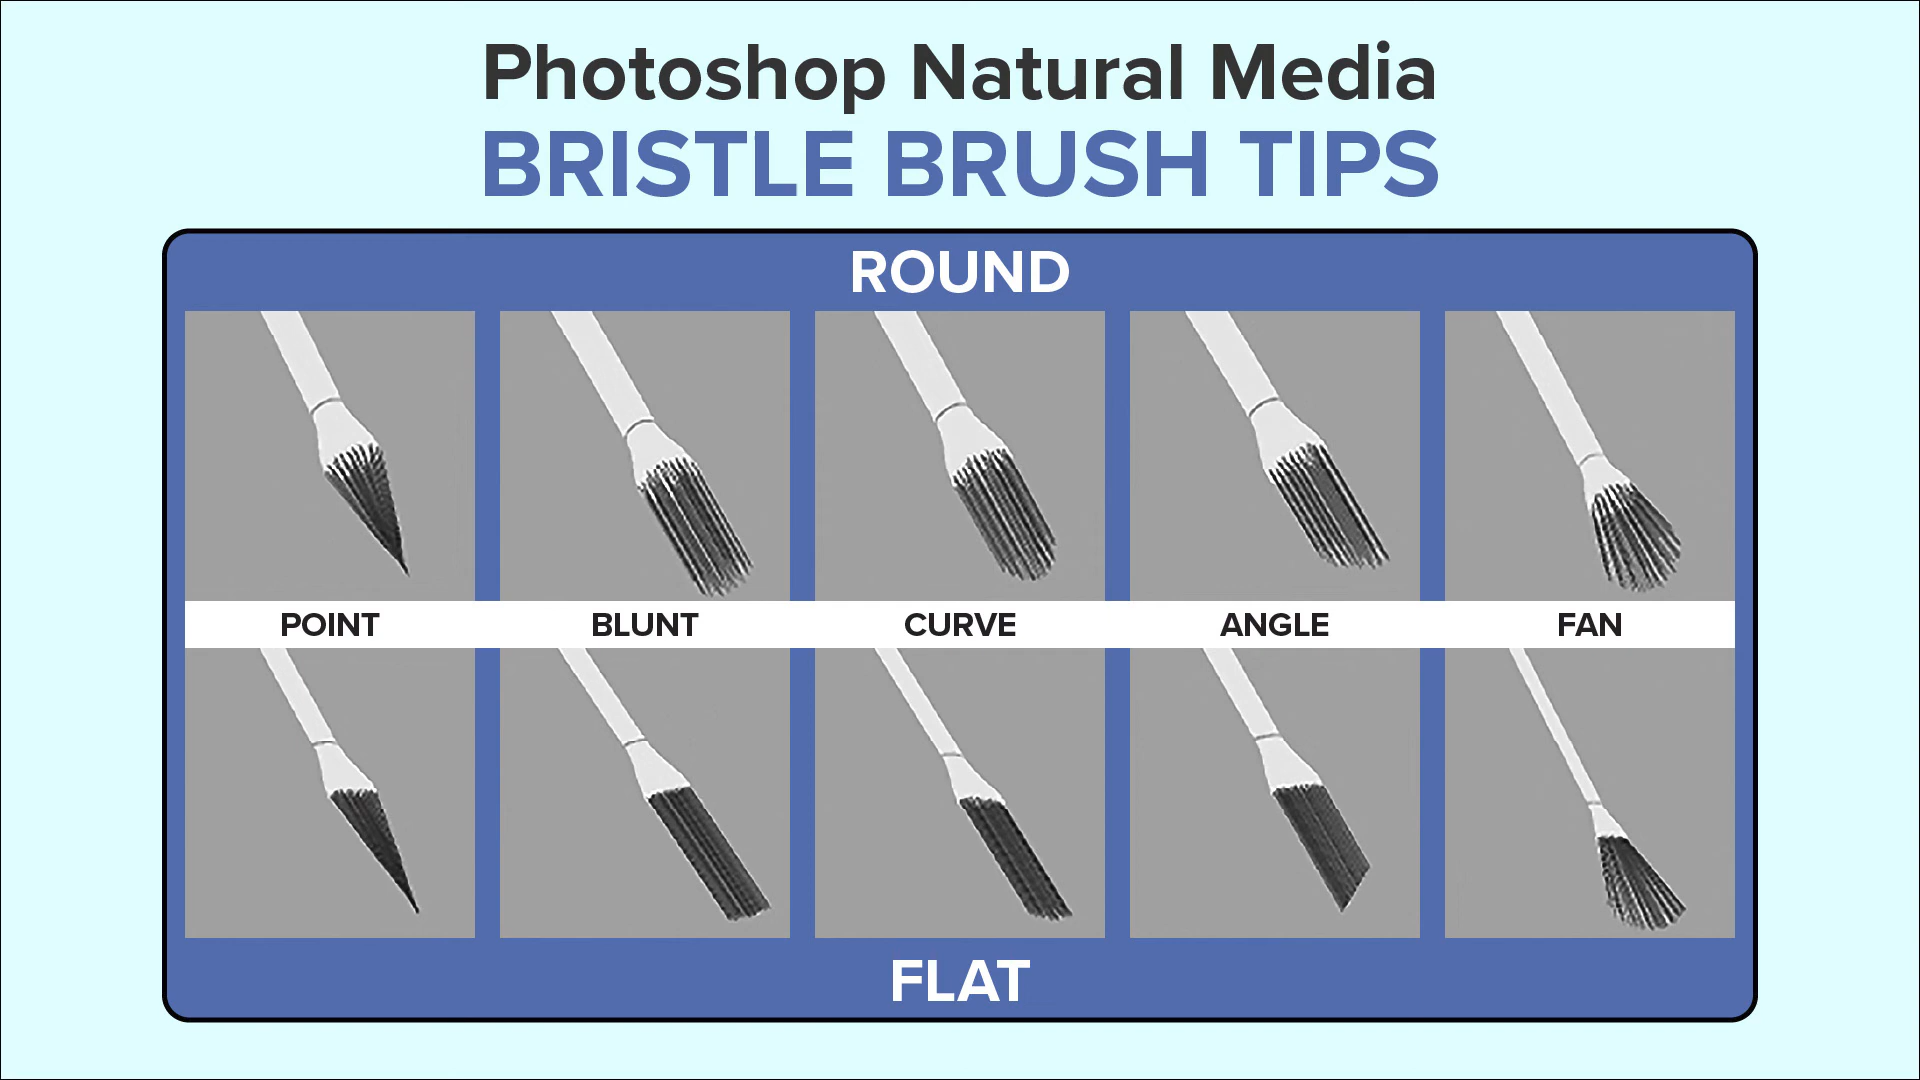 Photoshop Natural Media
BRISTLE BRUSH TIPS
ROUND
POINT
BLUNT
CURVE
ANGLE
FAN
FLAT